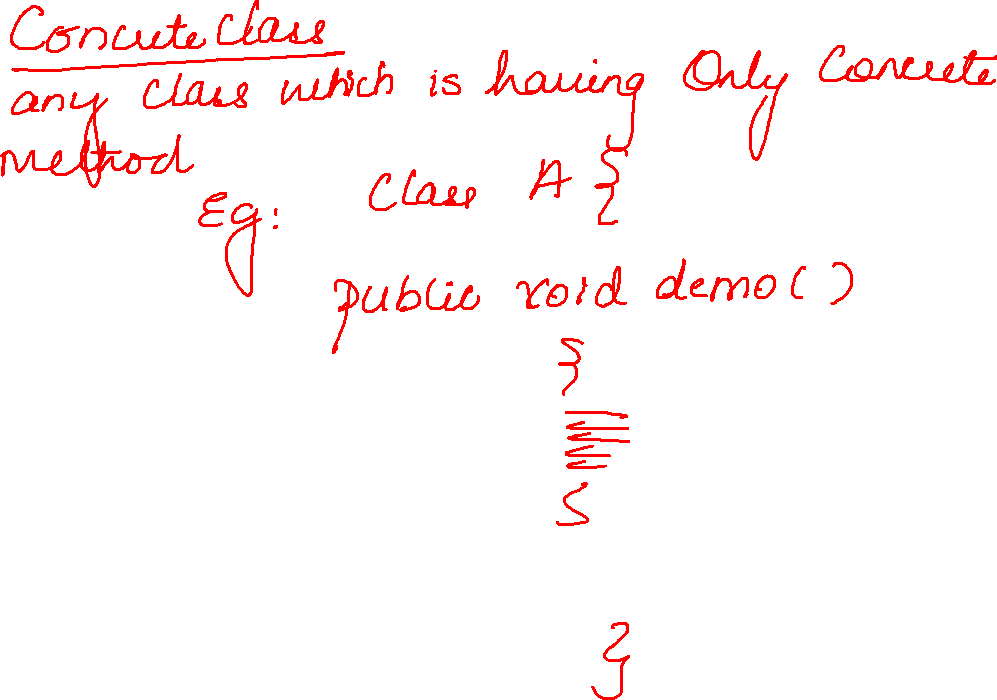 Concrete Class
any class which is having Only Concrete
method
Eg: Class A {
public void demo()
{
}
}